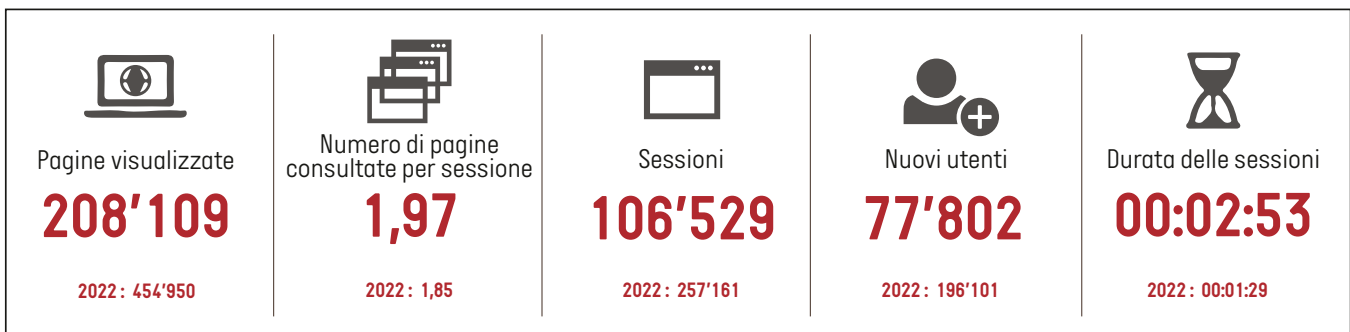 Pagine visualizzate
208’109
2022 : 454’950
Numero di pagine
consultate per sessione
1,97
2022 : 1,85
Sessioni
106’529
2022 : 257’161
Nuovi utenti
77’802
2022 : 196’101
Durata delle sessioni
00:02:53
2022 : 00:01:29